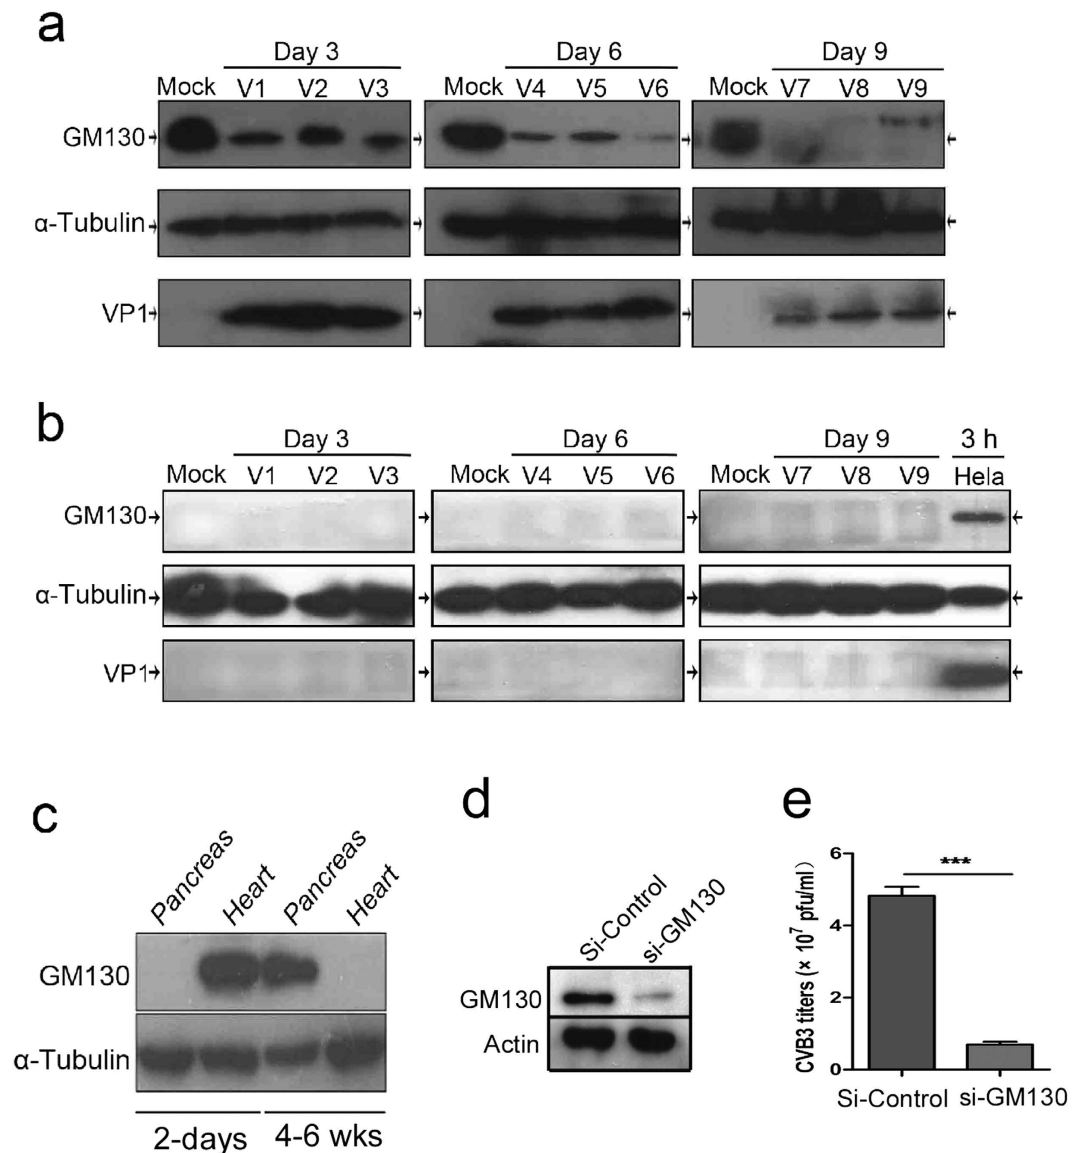 a
Day 3 Day 6 Day 9
Mock V1 V2 V3 Mock V4 V5 V6 Mock V7 V8 V9
GM130
α-Tubulin
VP1
b
Day 3 Day 6 Day 9 3 h
Mock V1 V2 V3 Mock V4 V5 V6 Mock V7 V8 V9 Hela
GM130
α-Tubulin
VP1
c
Pancreas Heart Pancreas Heart
GM130
α-Tubulin
2-days 4-6 wks
d
Si-Control si-GM130
GM130
Actin
e
CVB3 titers (× 10⁷ pfu/ml)
6
***
4
2
0
Si-Control si-GM130